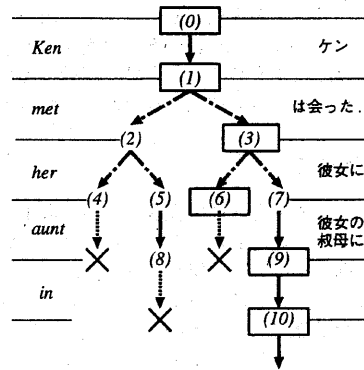 (0)
Ken ケン
(1)
met は会った.
(2) (3)
her 彼女に
(4) (5) (6) (7)
aunt 彼女の
叔母に
(8) (9)
in
(10)